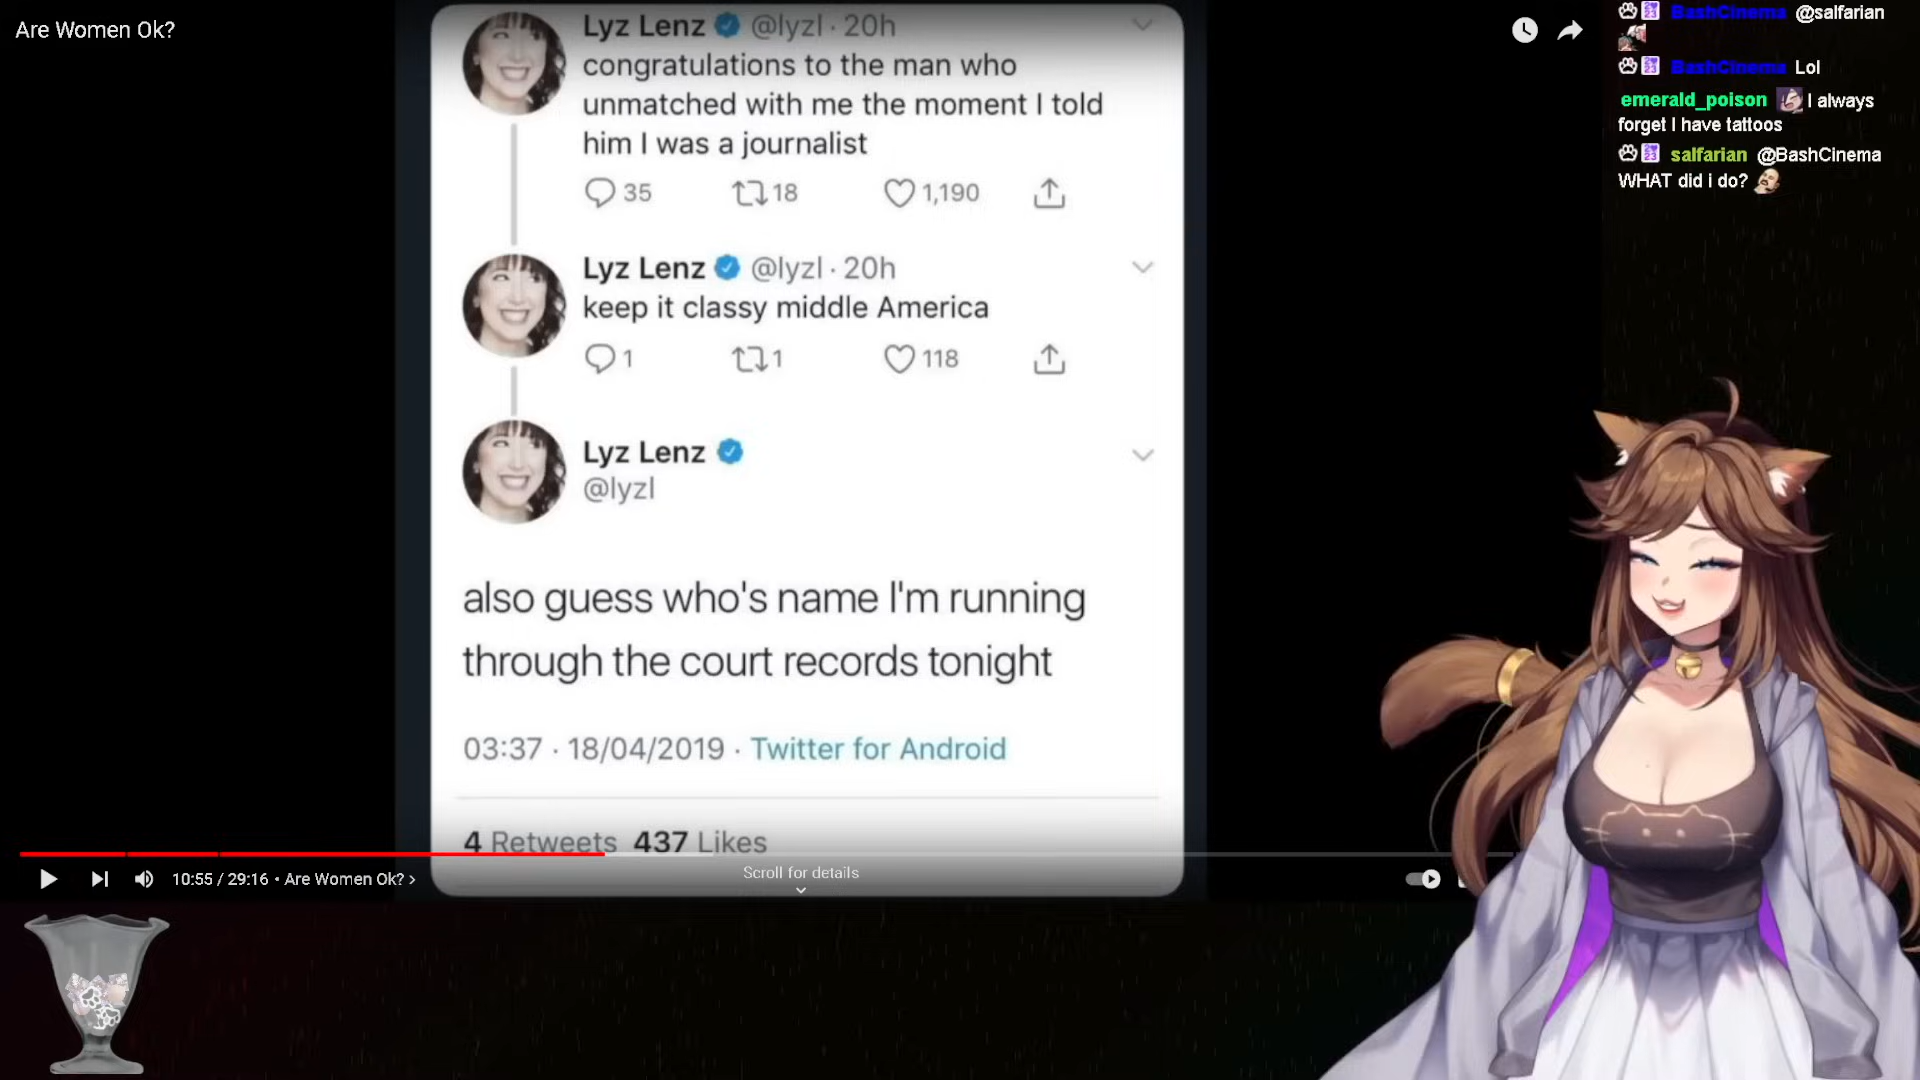 Are Women Ok?
Lyz Lenz @lyzl · 20h
congratulations to the man who
unmatched with me the moment I told
him I was a journalist
35 18 1,190
Lyz Lenz @lyzl · 20h
keep it classy middle America
1 1 118
Lyz Lenz
@lyzl
also guess who's name I'm running
through the court records tonight
03:37 · 18/04/2019 · Twitter for Android
4 Retweets 437 Likes
Scroll for details
10:55 / 29:16 • Are Women Ok? ›
BashCinema @salfarian
BashCinema Lol
emerald_poison I always
forget I have tattoos
salfarian @BashCinema
WHAT did i do?